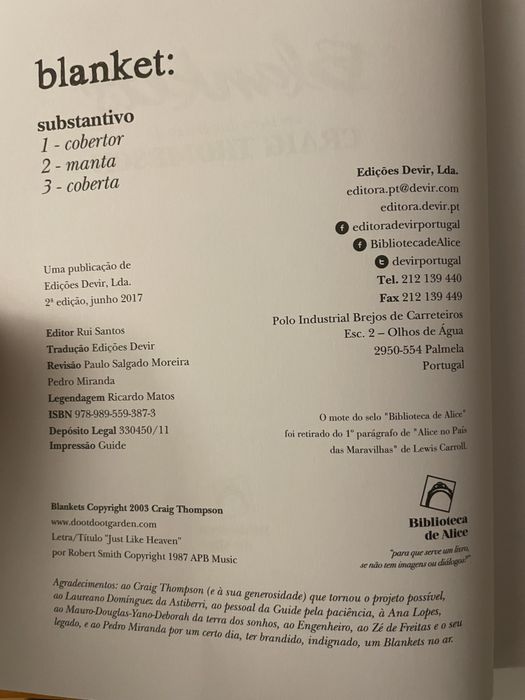 blanket:
substantivo
1 - cobertor
2 - manta
3 - coberta
Edições Devir, Lda.
editora.pt@devir.com
editora.devir.pt
editoradevirportugal
BibliotecadeAlice
devirportugal
Tel. 212 139 440
Fax 212 139 449
Polo Industrial Brejos de Carreteiros
Esc. 2 – Olhos de Água
2950-554 Palmela
Portugal
Uma publicação de
Edições Devir, Lda.
2ª edição, junho 2017
Editor Rui Santos
Tradução Edições Devir
Revisão Paulo Salgado Moreira
Pedro Miranda
Legendagem Ricardo Matos
ISBN 978-989-559-387-3
Depósito Legal 330450/11
Impressão Guide
O mote do selo "Biblioteca de Alice"
foi retirado do 1º parágrafo de "Alice no País
das Maravilhas" de Lewis Carroll.
Blankets Copyright 2003 Craig Thompson
www.dootdootgarden.com
Letra/Título "Just Like Heaven"
por Robert Smith Copyright 1987 APB Music
Biblioteca
de Alice
"para que serve um livro,
se não tem imagens ou diálogos?"
Agradecimentos: ao Craig Thompson (e à sua generosidade) que tornou o projeto possível,
ao Laureano Domínguez da Astiberri, ao pessoal da Guide pela paciência, à Ana Lopes,
ao Mauro-Douglas-Yano-Deborah da terra dos sonhos, ao Engenheiro, ao Zé de Freitas e o seu
legado, e ao Pedro Miranda por um certo dia, ter brandido, indignado, um Blankets no ar.